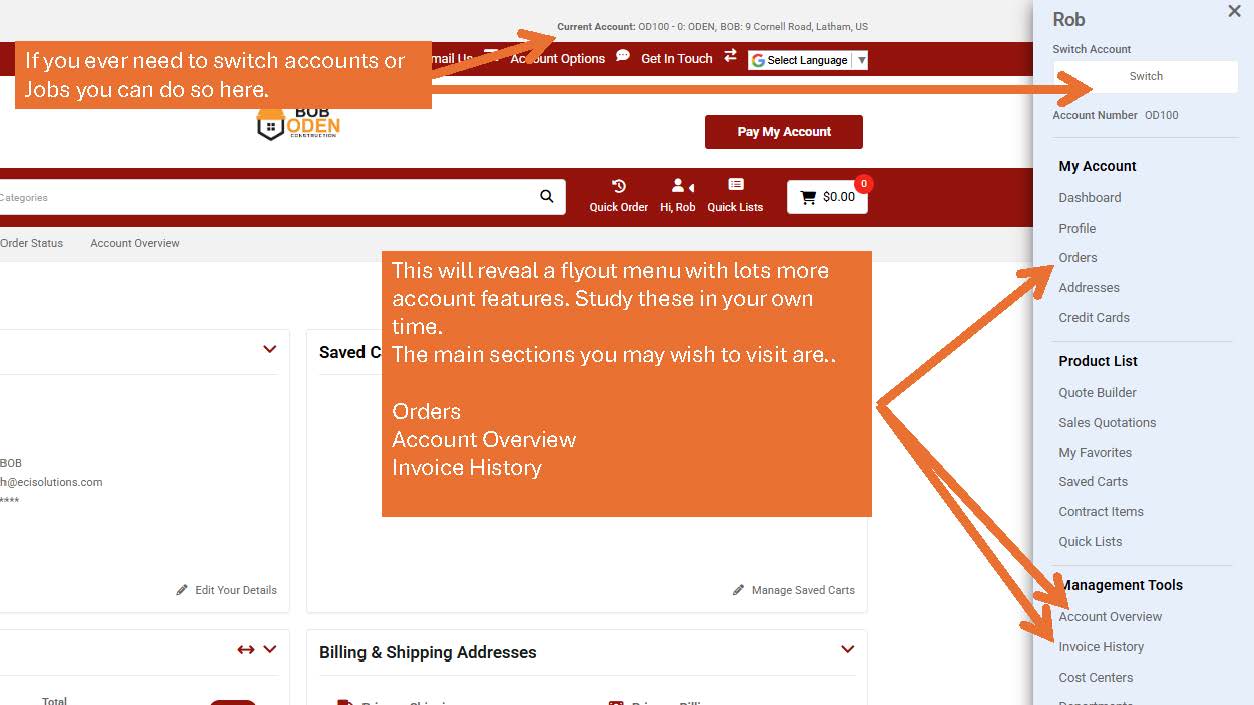 Current Account: OD100 - 0: ODEN, BOB: 9 Cornell Road, Latham, US
Rob
Switch Account
Switch
Account Number OD100
If you ever need to switch accounts or
Jobs you can do so here.
Account Options
Get In Touch
Select Language
BOB
ODEN
CONSTRUCTION
Pay My Account
Categories
Quick Order
Hi, Rob
Quick Lists
0
$0.00
Order Status
Account Overview
This will reveal a flyout menu with lots more
account features. Study these in your own
time.
The main sections you may wish to visit are..
Orders
Account Overview
Invoice History
Saved C
BOB
h@ecisolutions.com
****
Edit Your Details
Manage Saved Carts
Billing & Shipping Addresses
Total
My Account
Dashboard
Profile
Orders
Addresses
Credit Cards
Product List
Quote Builder
Sales Quotations
My Favorites
Saved Carts
Contract Items
Quick Lists
Management Tools
Account Overview
Invoice History
Cost Centers